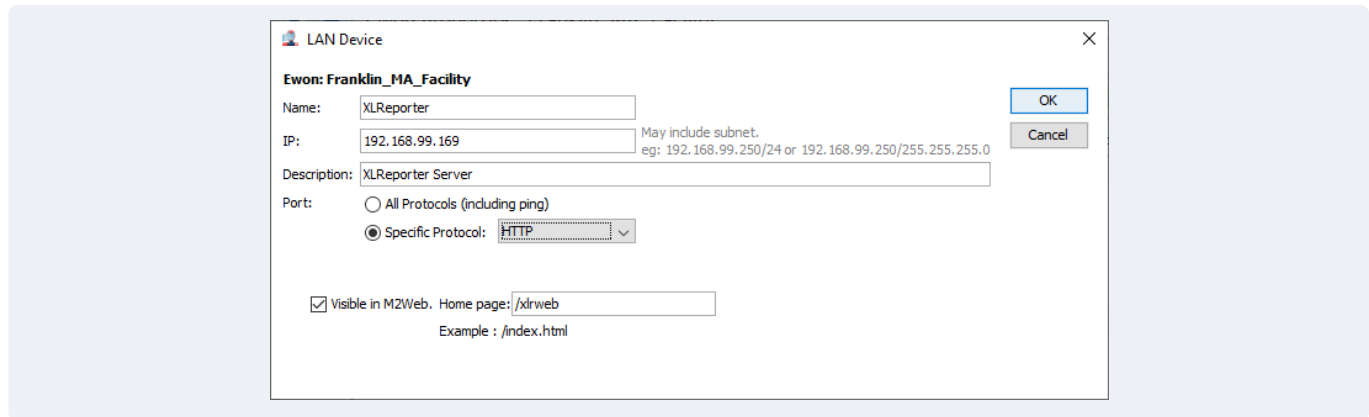 LAN Device
Ewon: Franklin_MA_Facility
Name: XLReporter
OK
IP: 192.168.99.169 May include subnet.
eg: 192.168.99.250/24 or 192.168.99.250/255.255.255.0
Cancel
Description: XLReporter Server
Port: All Protocols (including ping)
Specific Protocol: HTTP
Visible in M2Web. Home page: /xlrweb
Example : /index.html